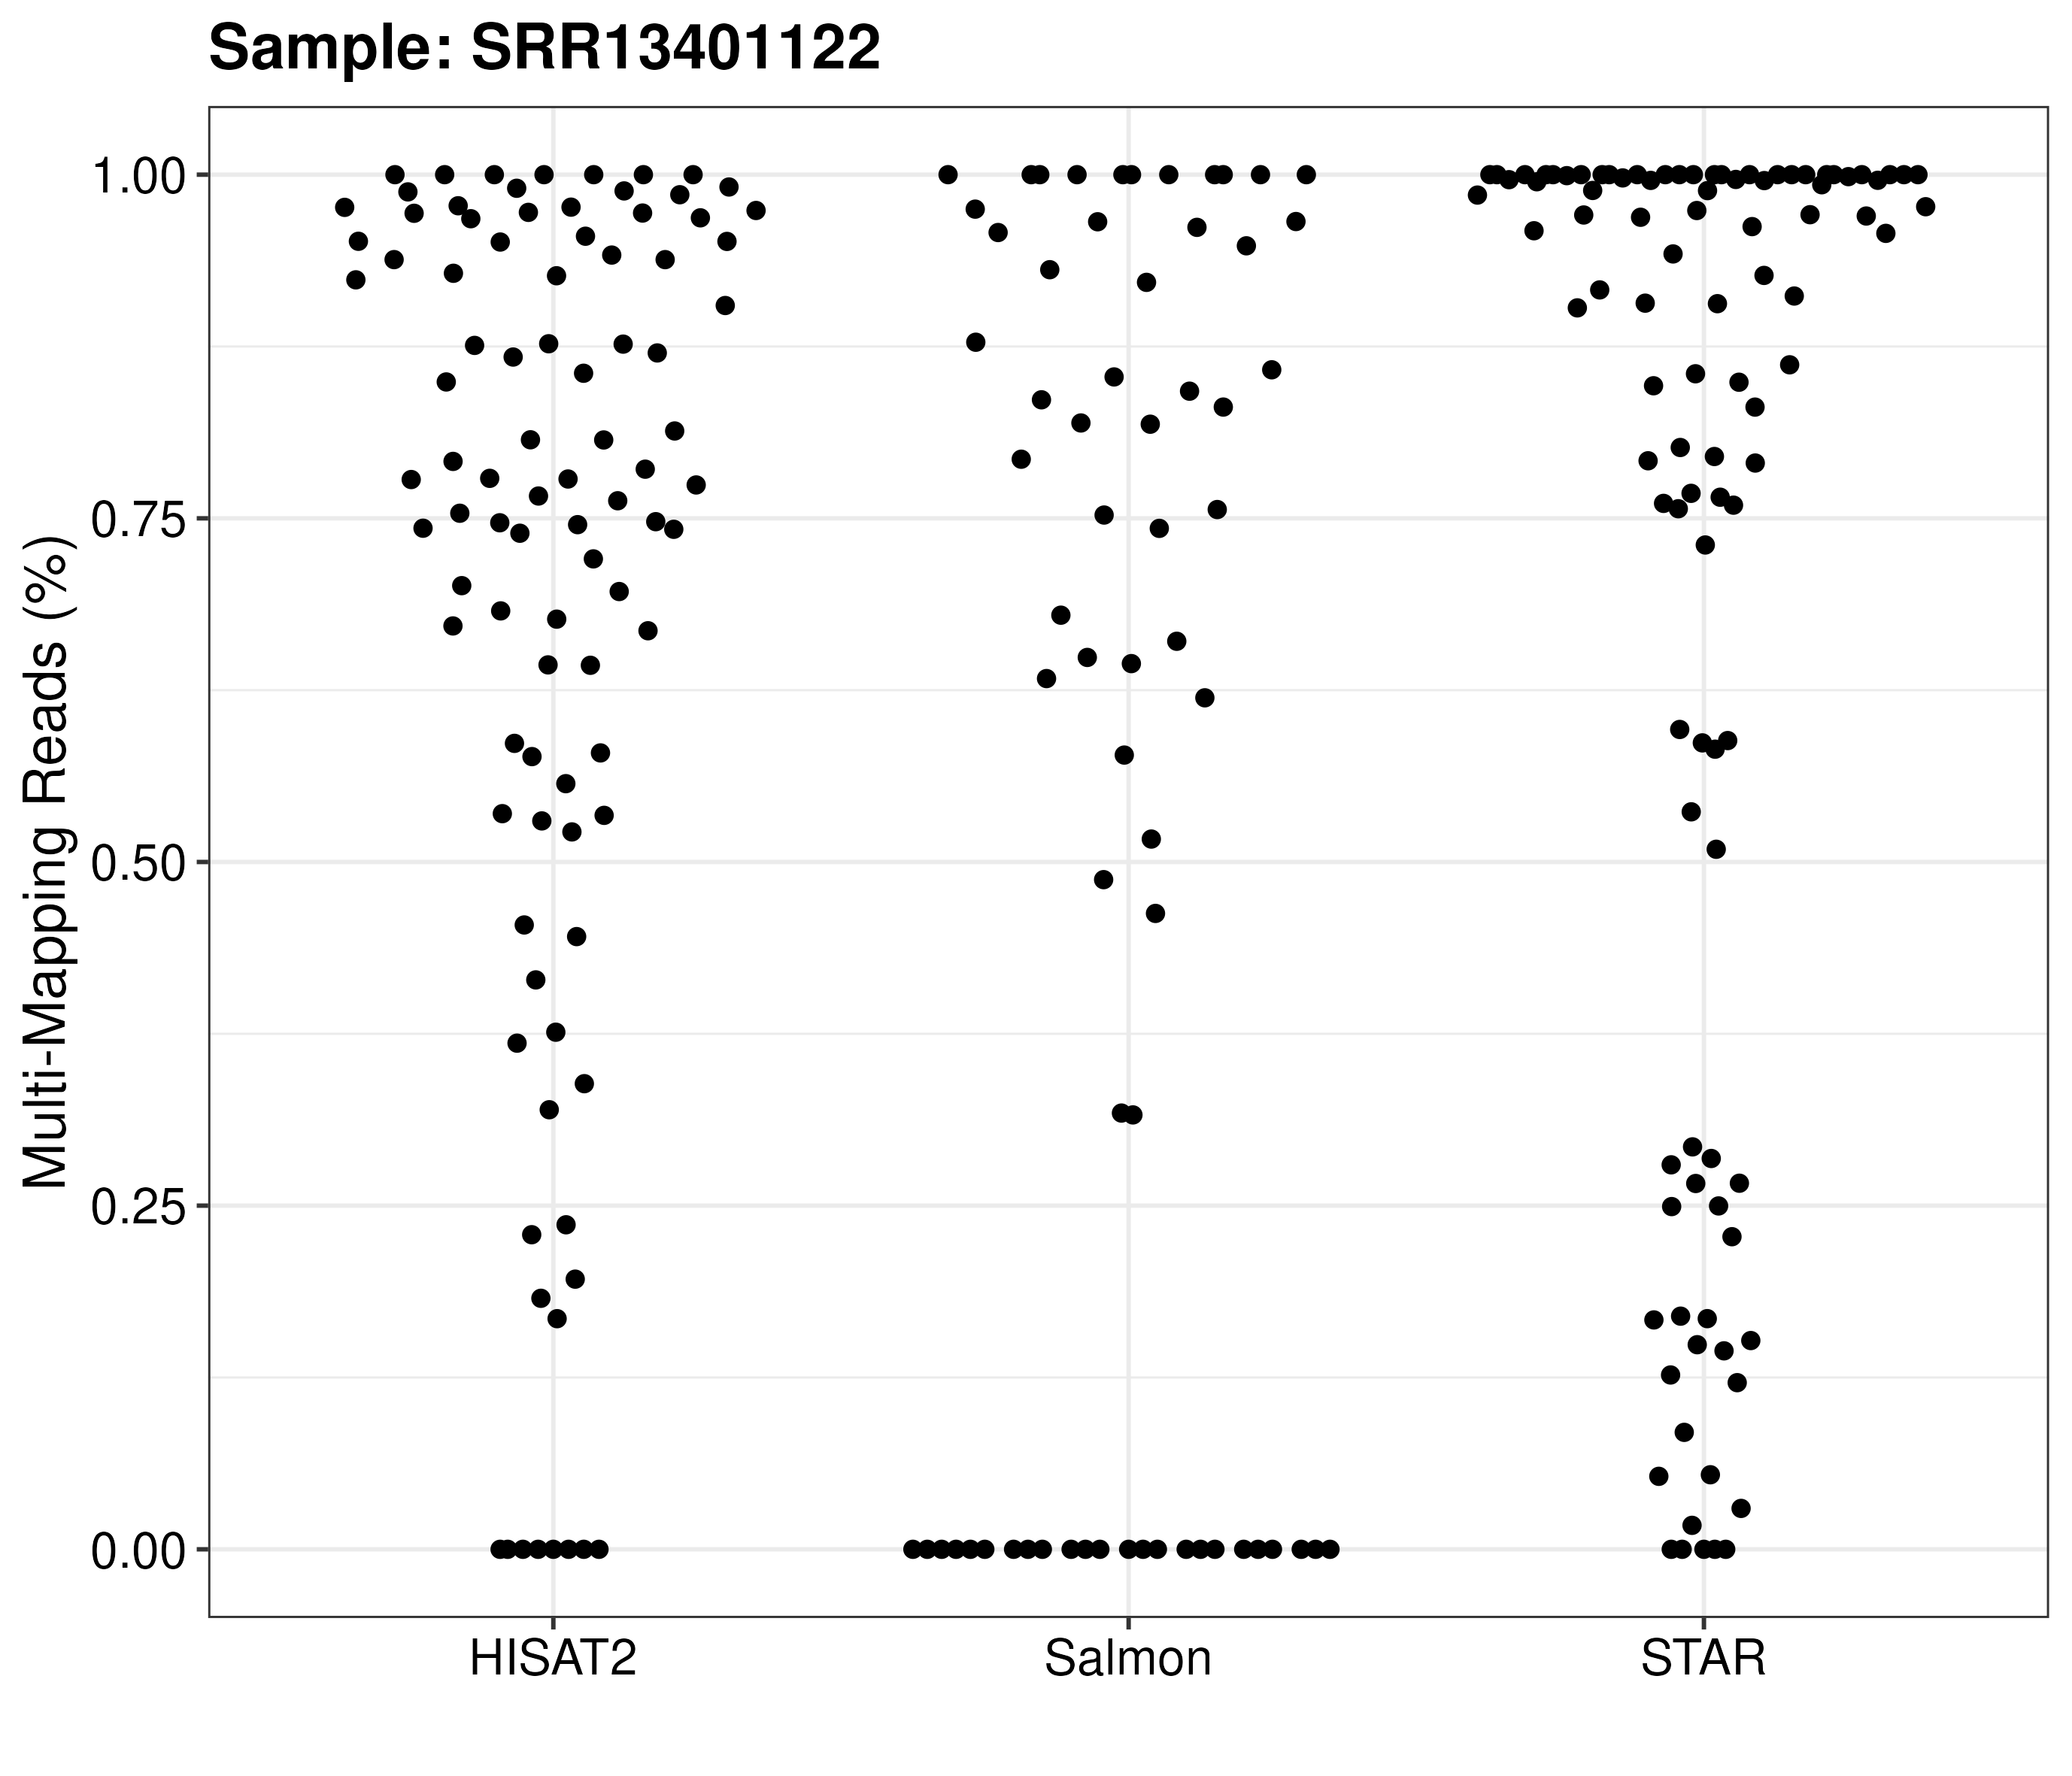 Sample: SRR13401122
Multi-Mapping Reads (%)
1.00
0.75
0.50
0.25
0.00
HISAT2
Salmon
STAR